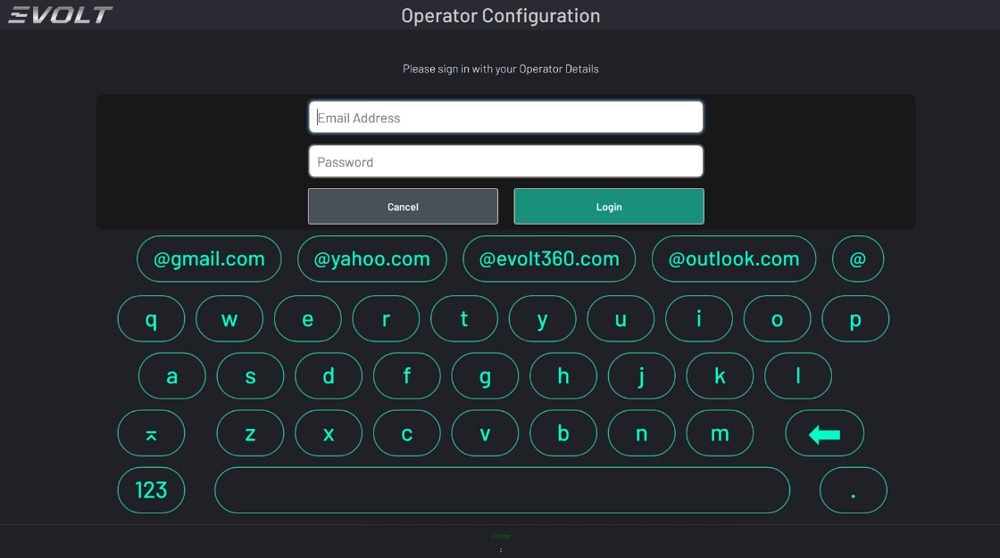 EVOLT
Operator Configuration
Please sign in with your Operator Details
Email Address
Password
Cancel Login
@gmail.com @yahoo.com @evolt360.com @outlook.com @
q w e r t y u i o p
a s d f g h j k l
z x c v b n m
123 .
Online
: